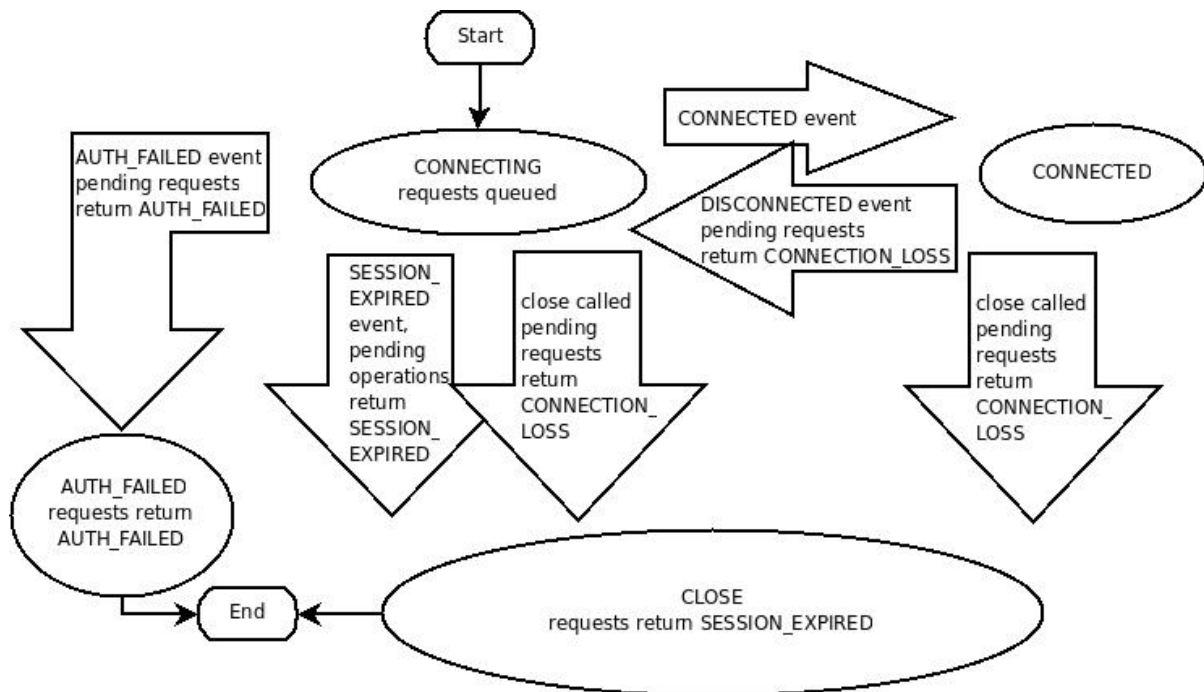 Start
CONNECTED event
AUTH_FAILED event
pending requests
return AUTH_FAILED
CONNECTING
requests queued
CONNECTED
DISCONNECTED event
pending requests
return CONNECTION_LOSS
SESSION_
EXPIRED
event,
pending
operations
return
SESSION_
EXPIRED
close called
pending
requests
return
CONNECTION_
LOSS
close called
pending
requests
return
CONNECTION_
LOSS
AUTH_FAILED
requests return
AUTH_FAILED
End
CLOSE
requests return SESSION_EXPIRED